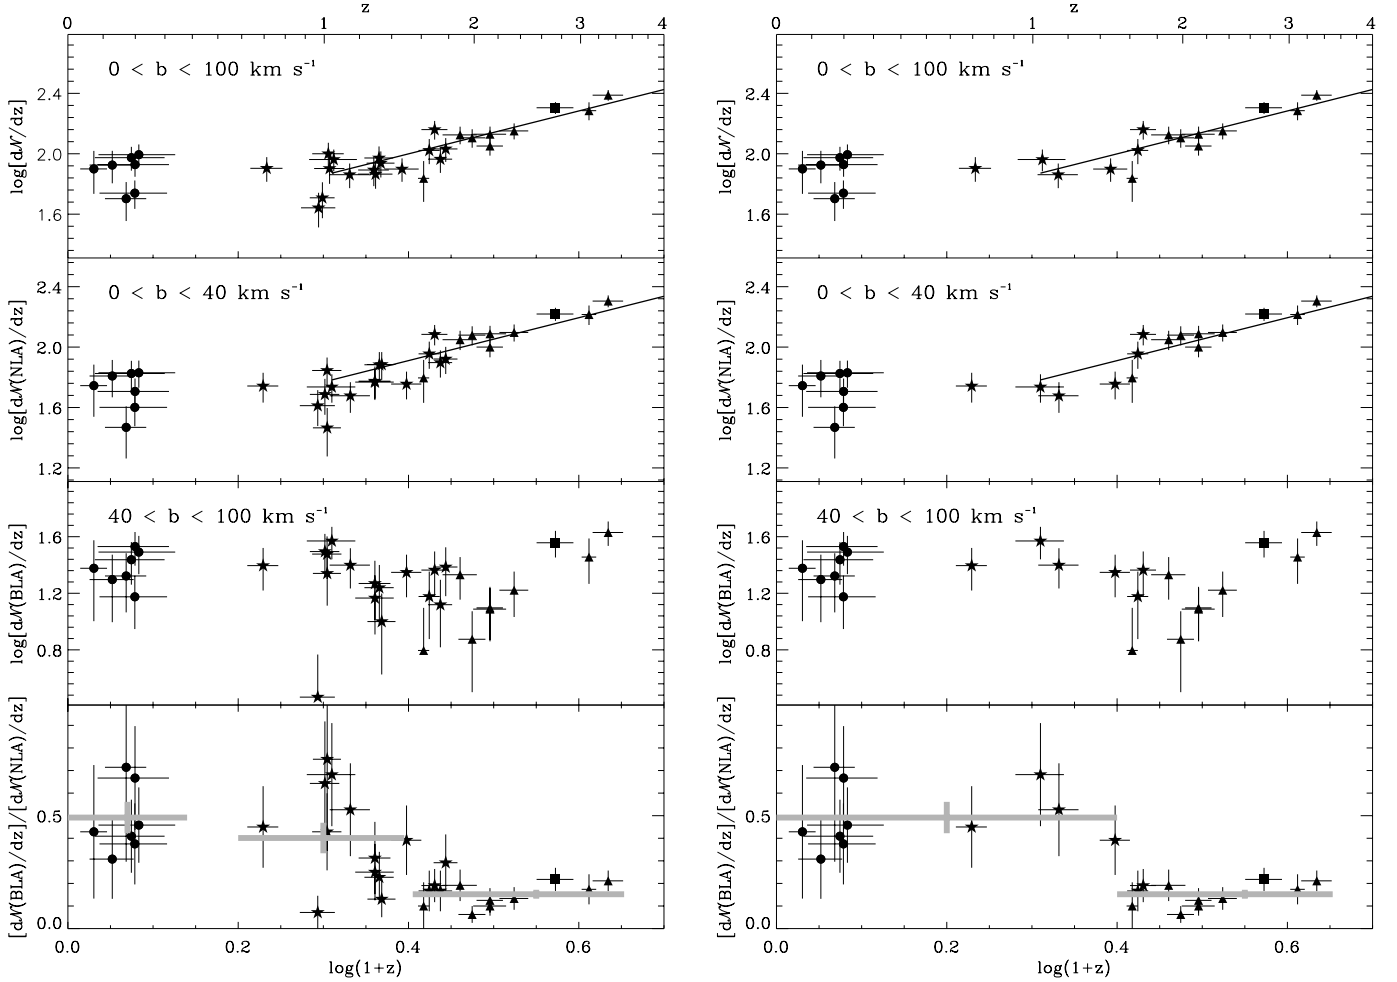 z
0 1 2 3 4
0 < b < 100 km s⁻¹
log[d𝒩/dz]
2.4
2.0
1.6
0 < b < 40 km s⁻¹
log[d𝒩(NLA)/dz]
2.4
2.0
1.6
1.2
40 < b < 100 km s⁻¹
log[d𝒩(BLA)/dz]
1.6
1.2
0.8
[d𝒩(BLA)/dz]/[d𝒩(NLA)/dz]
0.5
0.0
0.0 0.2 0.4 0.6
log(1+z)
z
0 1 2 3 4
0 < b < 100 km s⁻¹
log[d𝒩/dz]
2.4
2.0
1.6
0 < b < 40 km s⁻¹
log[d𝒩(NLA)/dz]
2.4
2.0
1.6
1.2
40 < b < 100 km s⁻¹
log[d𝒩(BLA)/dz]
1.6
1.2
0.8
[d𝒩(BLA)/dz]/[d𝒩(NLA)/dz]
0.5
0.0
0.0 0.2 0.4 0.6
log(1+z)